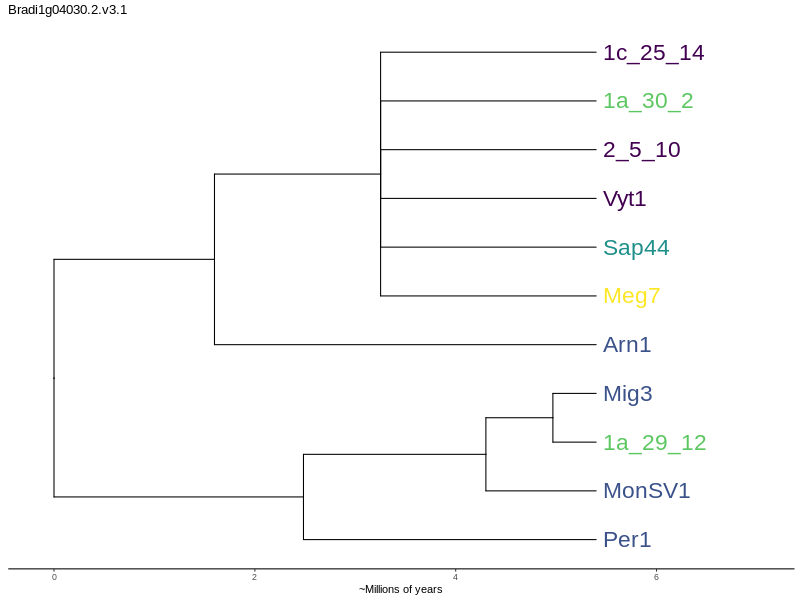 Bradi1g04030.2.v3.1
1c_25_14
1a_30_2
2_5_10
Vyt1
Sap44
Meg7
Arn1
Mig3
1a_29_12
MonSV1
Per1
0 2 4 6
~Millions of years